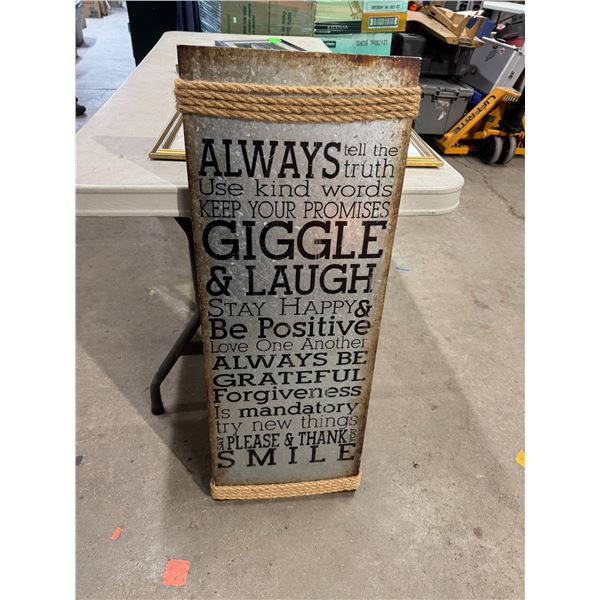 ALWAYS tell the truth
Use kind words
KEEP YOUR PROMISES
GIGGLE
& LAUGH
STAY HAPPY &
Be Positive
Love One Another
ALWAYS BE
GRATEFUL
Forgiveness
Is mandatory
try new things
SAY PLEASE & THANK YOU
SMILE
LIFTRITE